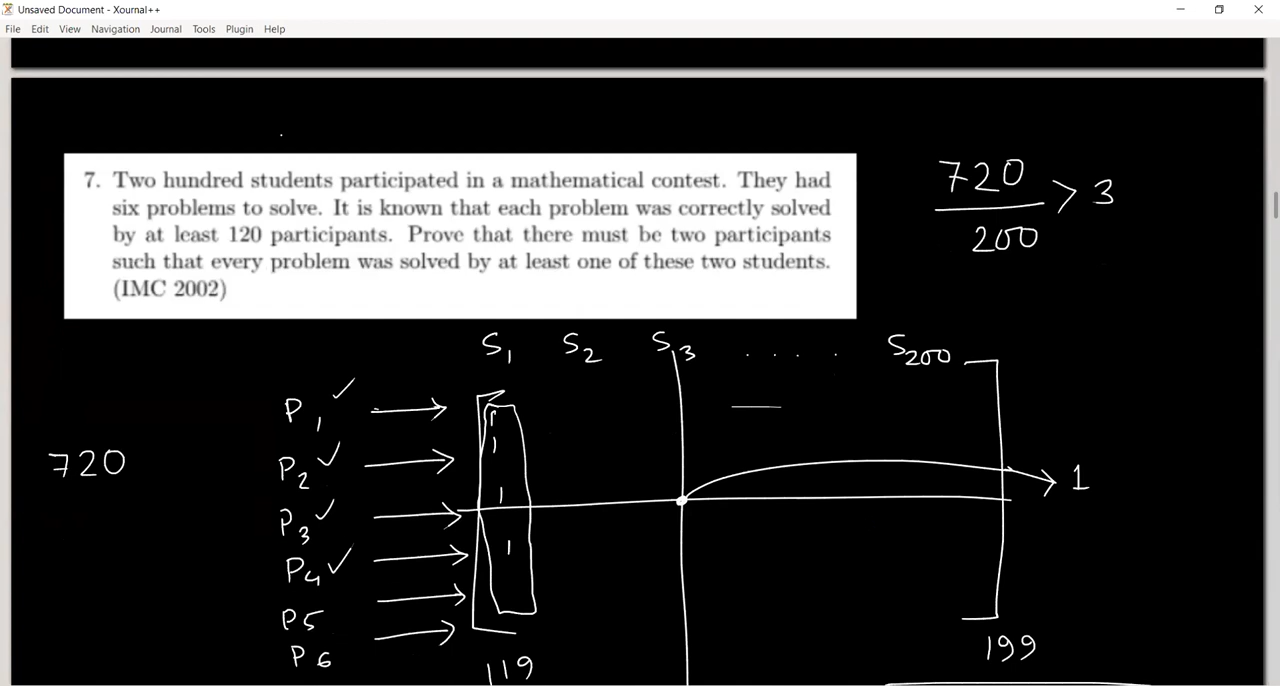 Unsaved Document - Xournal++
File Edit View Navigation Journal Tools Plugin Help
7. Two hundred students participated in a mathematical contest. They had
six problems to solve. It is known that each problem was correctly solved
by at least 120 participants. Prove that there must be two participants
such that every problem was solved by at least one of these two students.
(IMC 2002)
720
200
> 3
S1 S2 S3 .... S200
P1 ✓
P2 ✓
720
P3 ✓
P4 ✓
P5
P6
1
1
1
1
1
119
199